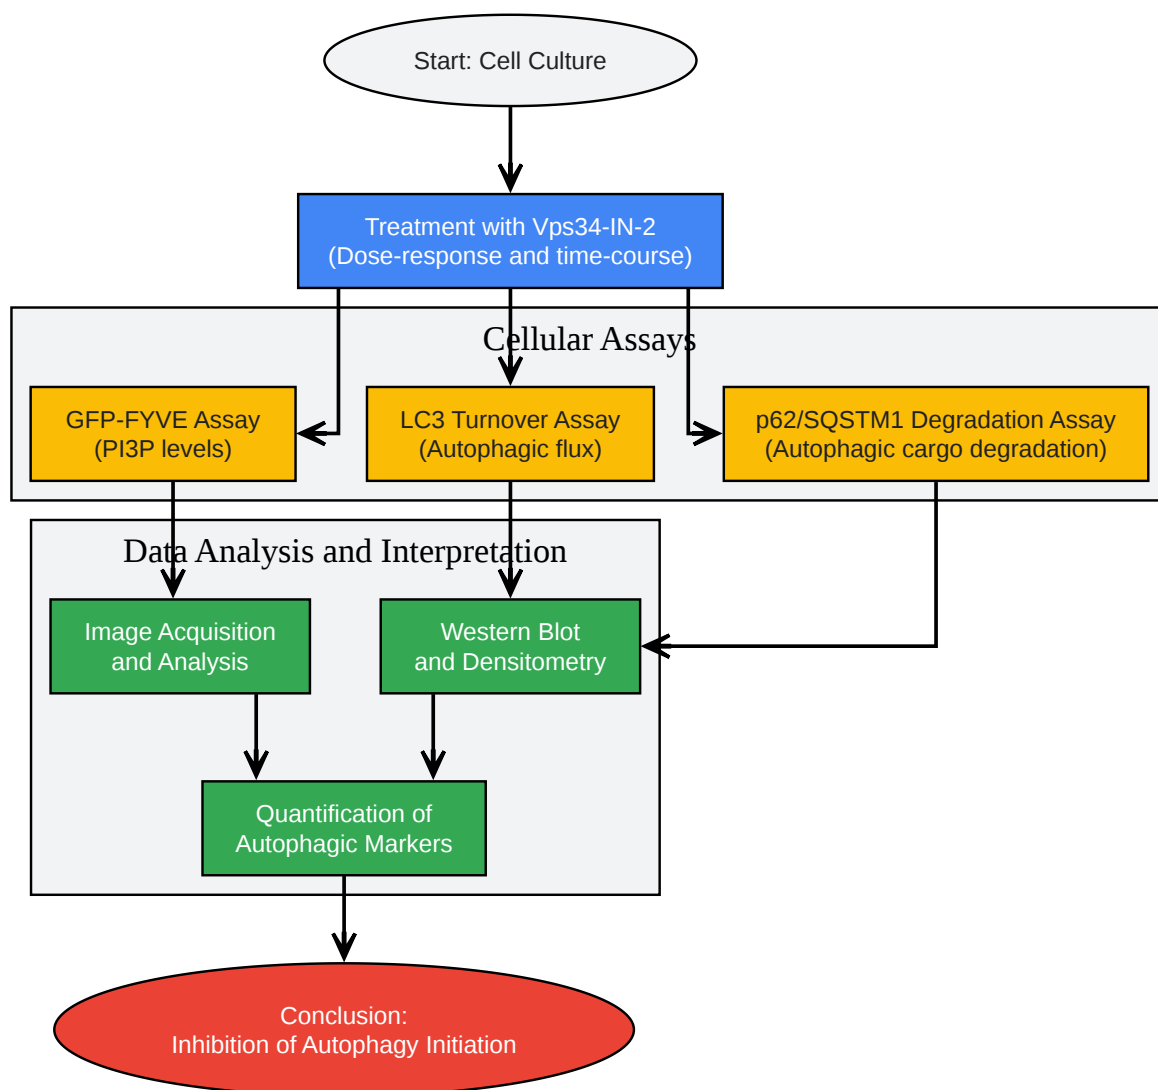 Start: Cell Culture
Treatment with Vps34-IN-2
(Dose-response and time-course)
Cellular Assays
GFP-FYVE Assay
(PI3P levels)
LC3 Turnover Assay
(Autophagic flux)
p62/SQSTM1 Degradation Assay
(Autophagic cargo degradation)
Data Analysis and Interpretation
Image Acquisition
and Analysis
Western Blot
and Densitometry
Quantification of
Autophagic Markers
Conclusion:
Inhibition of Autophagy Initiation